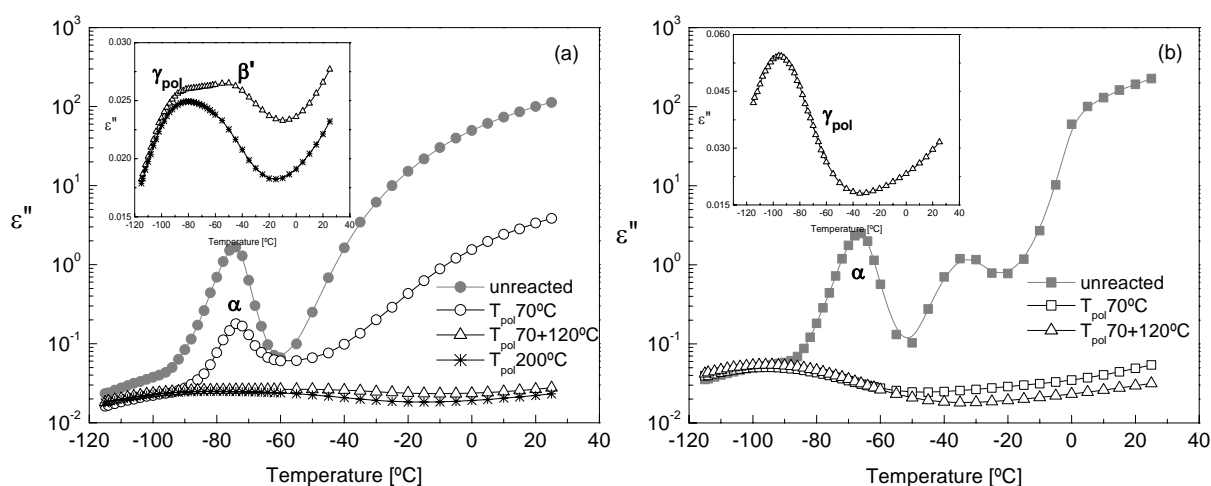 (a)
10³
10²
10¹
10⁰
10⁻¹
10⁻²
ε"
-120 -100 -80 -60 -40 -20 0 20 40
Temperature [ºC]
0.030
0.025
0.020
0.015
ε"
γpol
β'
-120 -100 -80 -60 -40 -20 0 20 40
Temperature [ºC]
α
unreacted
Tpol70ºC
Tpol70+120ºC
Tpol200ºC
(b)
10³
10²
10¹
10⁰
10⁻¹
10⁻²
ε"
-120 -100 -80 -60 -40 -20 0 20 40
Temperature [ºC]
0.060
0.045
0.030
0.015
ε"
γpol
-120 -100 -80 -60 -40 -20 0 20 40
Temperature [ºC]
α
unreacted
Tpol70ºC
Tpol70+120ºC